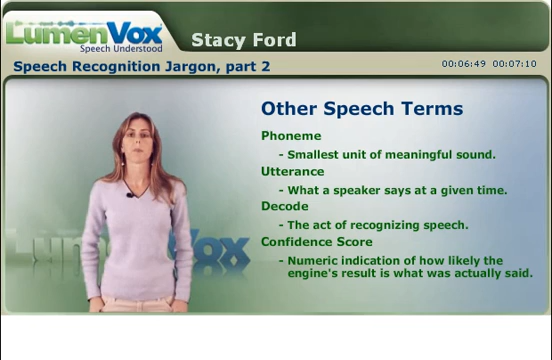 LumenVox
Speech Understood
Stacy Ford
Speech Recognition Jargon, part 2
00:06:49 00:07:10
Other Speech Terms
Phoneme
- Smallest unit of meaningful sound.
Utterance
- What a speaker says at a given time.
Decode
- The act of recognizing speech.
Confidence Score
- Numeric indication of how likely the
engine's result is what was actually said.
LumenVox